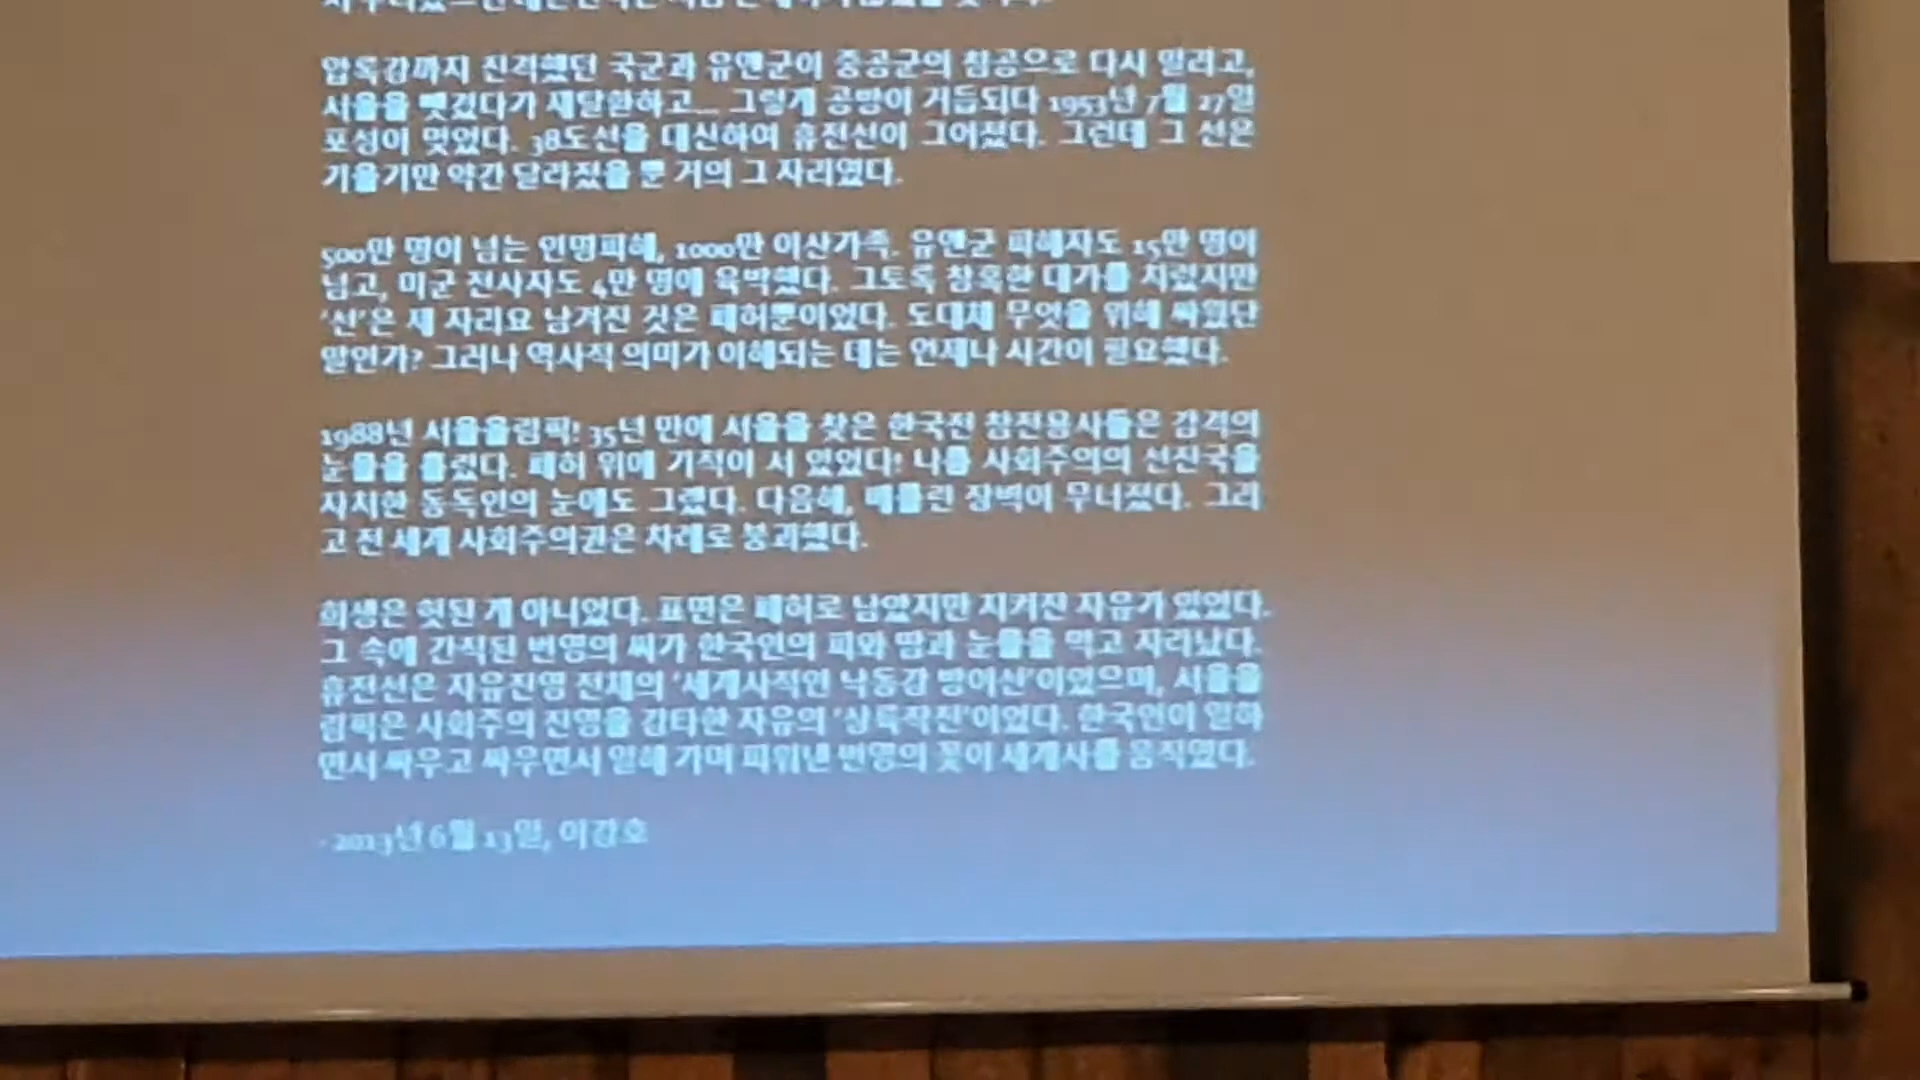 압록강까지 진격했던 국군과 유엔군이 중공군의 침공으로 다시 밀리고,
서울을 뺏겼다가 재탈환하고... 그렇게 공방이 거듭되다 1953년 7월 27일
포성이 멎었다. 38도선을 대신하여 휴전선이 그어졌다. 그런데 그 선은
기울기만 약간 달라졌을 뿐 거의 그 자리였다.
500만 명이 넘는 인명피해, 1000만 이산가족. 유엔군 피해자도 15만 명이
넘고, 미군 전사자도 4만 명에 육박했다. 그토록 참혹한 대가를 치렀지만
‘선’은 제 자리요 남겨진 것은 폐허뿐이었다. 도대체 무엇을 위해 싸웠단
말인가? 그러나 역사적 의미가 이해되는 데는 언제나 시간이 필요했다.
1988년 서울올림픽! 35년 만에 서울을 찾은 한국전 참전용사들은 감격의
눈물을 흘렸다. 폐허 위에 기적이 서 있었다! 나름 사회주의의 선진국을
자처한 동독인의 눈에도 그랬다. 다음해, 베를린 장벽이 무너졌다. 그리
고 전 세계 사회주의권은 차례로 붕괴했다.
희생은 헛된 게 아니었다. 표면은 폐허로 남았지만 지켜진 자유가 있었다.
그 속에 간직된 번영의 씨가 한국인의 피와 땀과 눈물을 먹고 자라났다.
휴전선은 자유진영 전체의 ‘세계사적인 낙동강 방어선’이었으며, 서울올
림픽은 사회주의 진영을 강타한 자유의 ‘상륙작전’이었다. 한국인이 일하
면서 싸우고 싸우면서 일해 가며 피워낸 번영의 꽃이 세계사를 움직였다.
- 2013년 6월 13일, 이강호